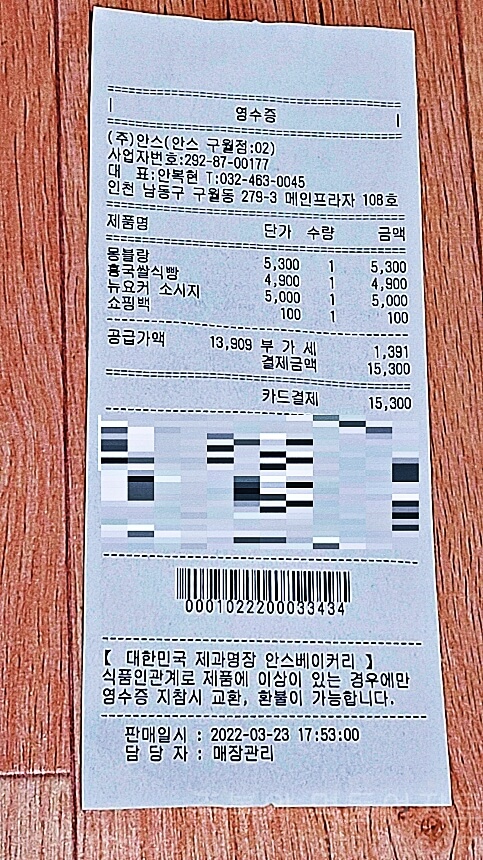 영수증
(주)안스(안스 구월점:02)
사업자번호:292-87-00177
대 표:안복현 T:032-463-0045
인천 남동구 구월동 279-3 메인프라자 108호
제품명 단가 수량 금액
몽블랑 5,300 1 5,300
흥국쌀식빵 4,900 1 4,900
뉴요커 소시지 5,000 1 5,000
쇼핑백 100 1 100
공급가액 13,909 부 가 세 1,391
결제금액 15,300
카드결제 15,300
0001022200033434
【 대한민국 제과명장 안스베이커리 】
식품인관계로 제품에 이상이 있는 경우에만
영수증 지참시 교환, 환불이 가능합니다.
판매일시 : 2022-03-23 17:53:00
담 당 자 : 매장관리